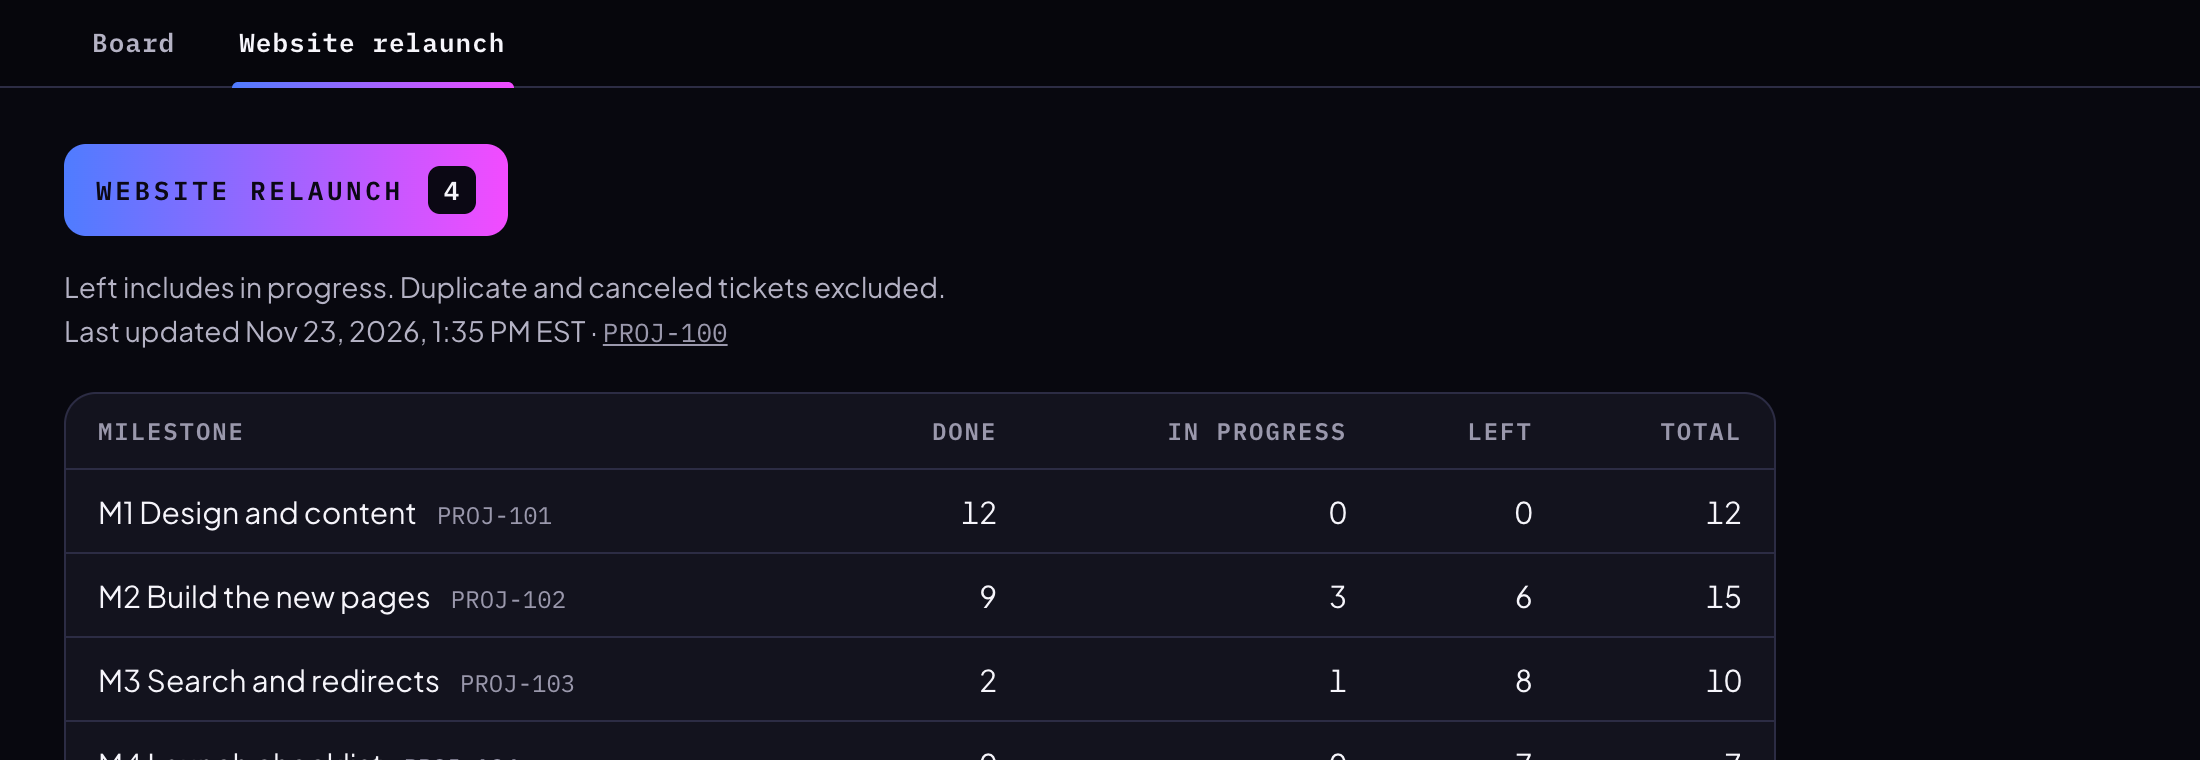 Board Website relaunch
WEBSITE RELAUNCH 4
Left includes in progress. Duplicate and canceled tickets excluded.
Last updated Nov 23, 2026, 1:35 PM EST · PROJ-100
MILESTONE DONE IN PROGRESS LEFT TOTAL
M1 Design and content PROJ-101 12 0 0 12
M2 Build the new pages PROJ-102 9 3 6 15
M3 Search and redirects PROJ-103 2 1 8 10
M4 Launch checklist